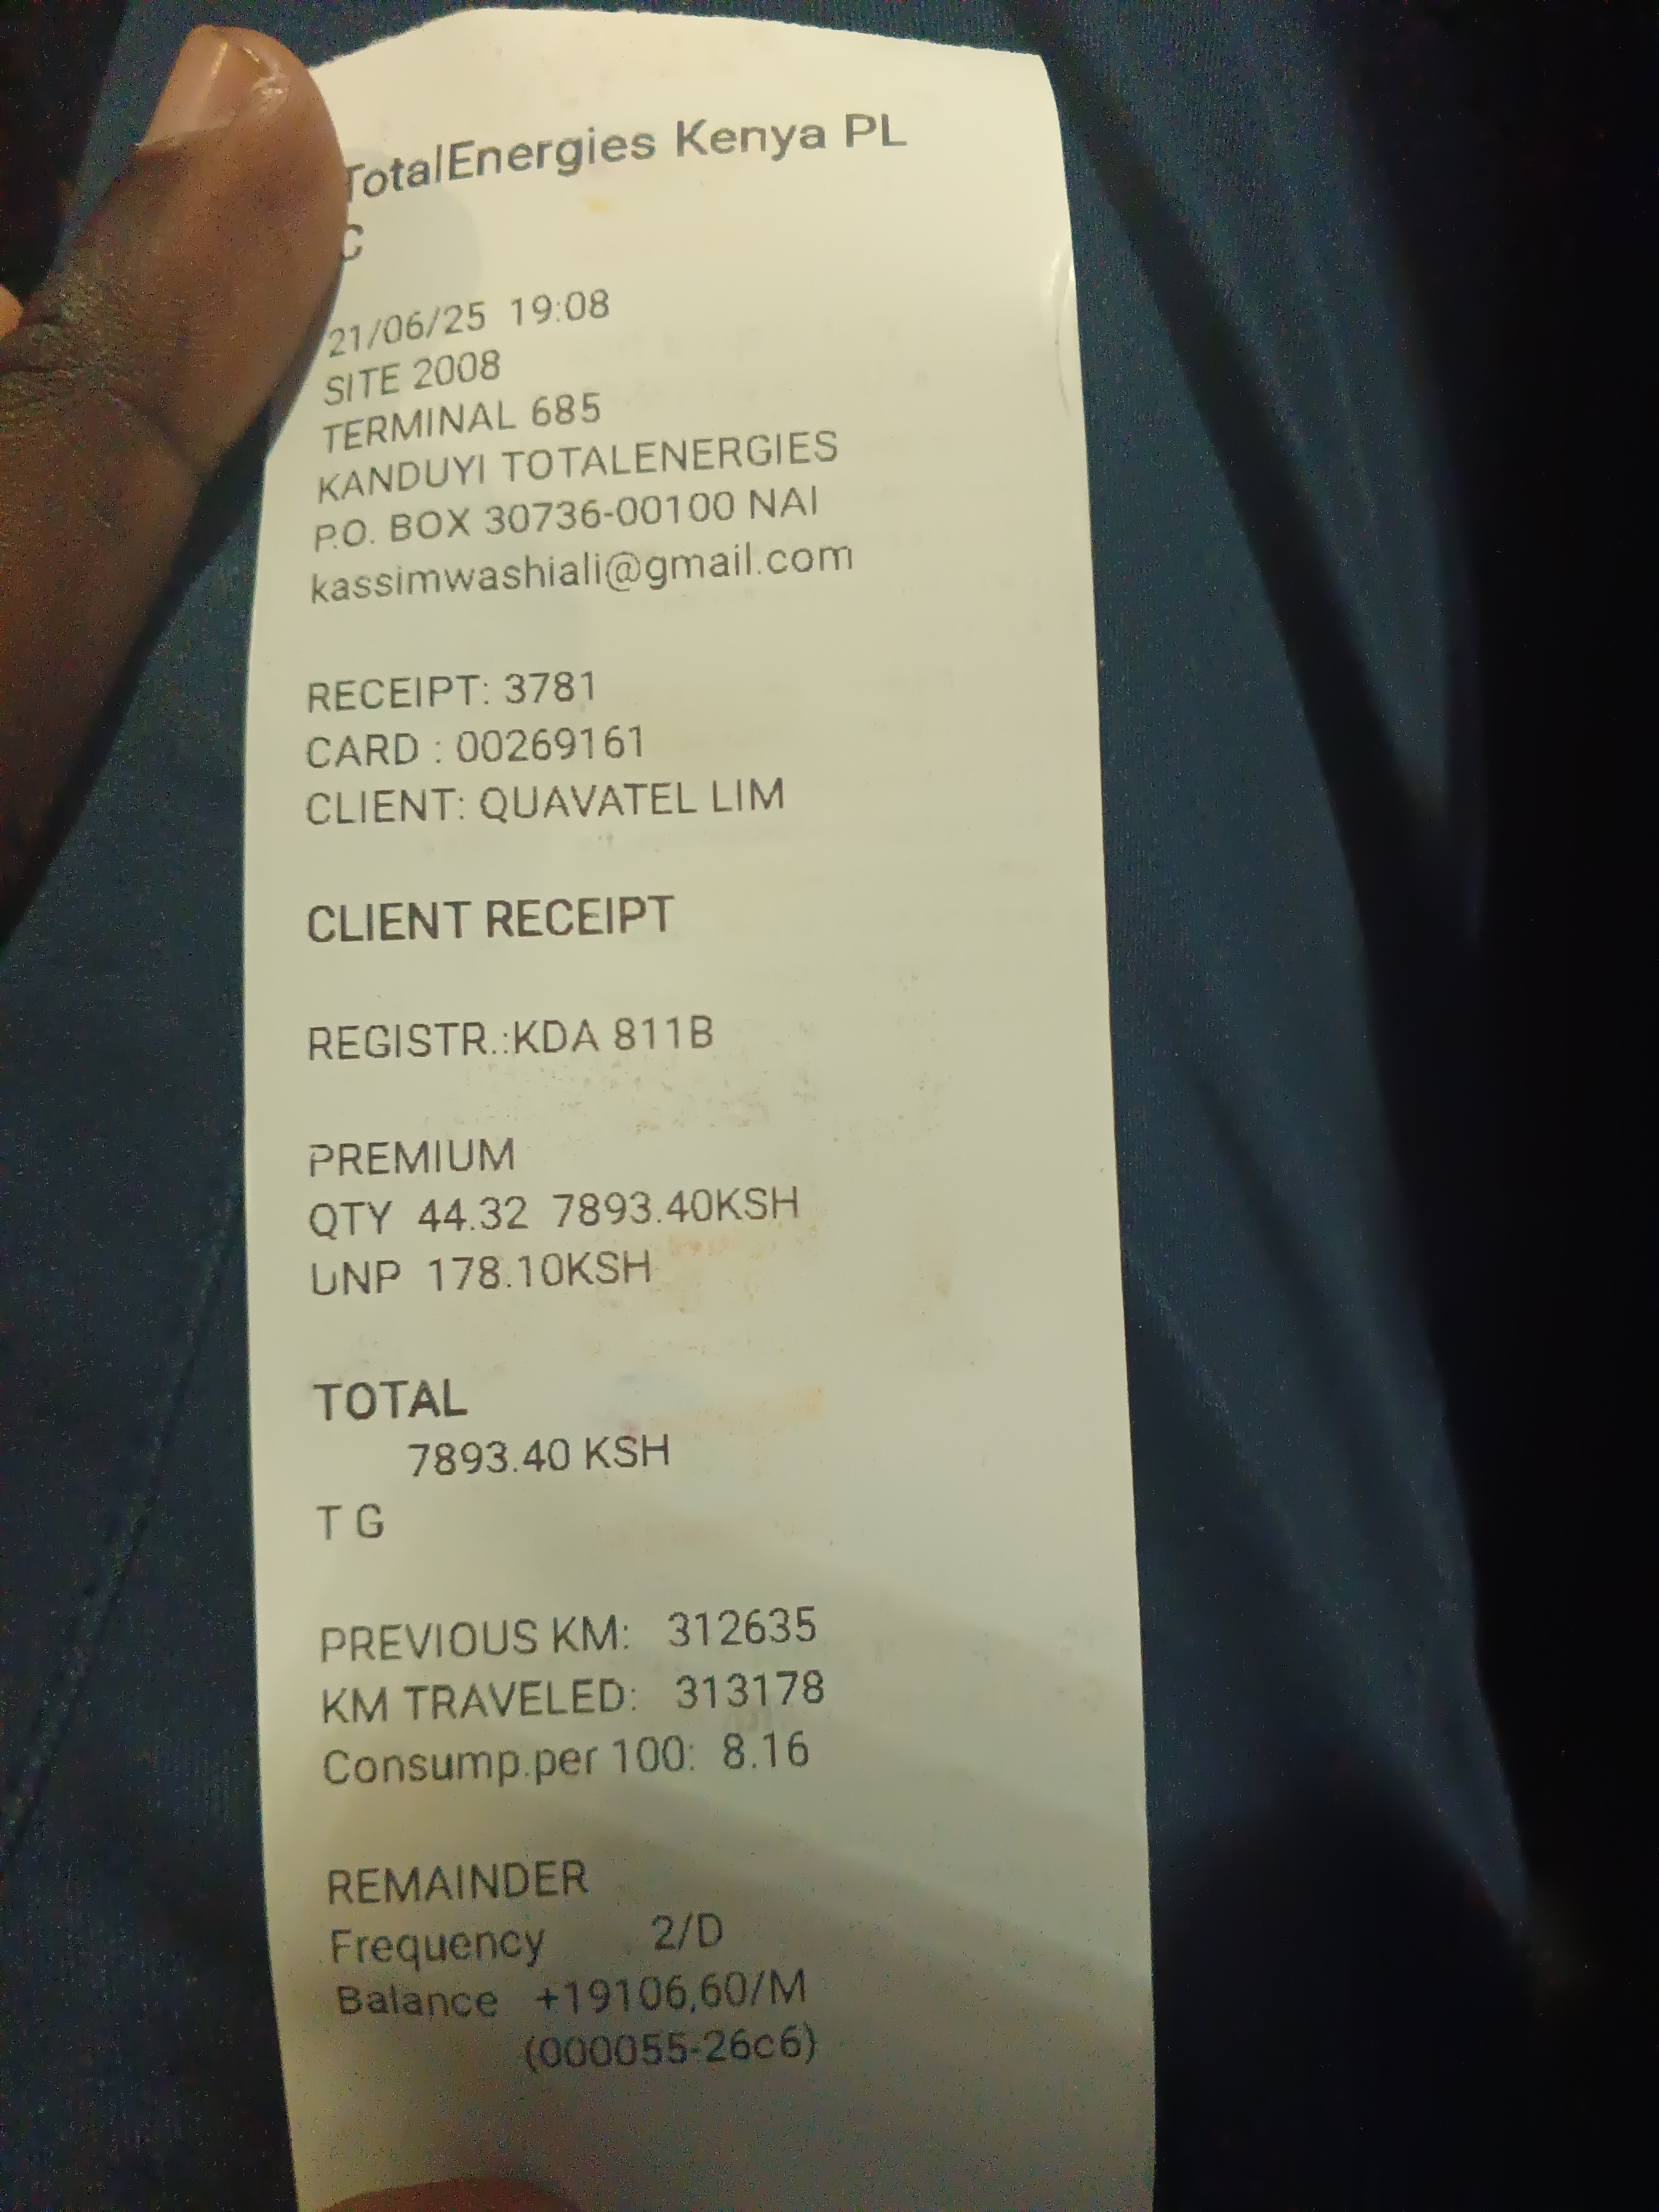 TotalEnergies Kenya PL
C
21/06/25 19:08
SITE 2008
TERMINAL 685
KANDUYI TOTALENERGIES
P.O. BOX 30736-00100 NAI
kassimwashiali@gmail.com
RECEIPT: 3781
CARD : 00269161
CLIENT: QUAVATEL LIM
CLIENT RECEIPT
REGISTR.:KDA 811B
PREMIUM
QTY 44.32 7893.40KSH
UNP 178.10KSH
TOTAL
7893.40 KSH
T G
PREVIOUS KM: 312635
KM TRAVELED: 313178
Consump.per 100: 8.16
REMAINDER
Frequency 2/D
Balance +19106,60/M
(000055-26c6)